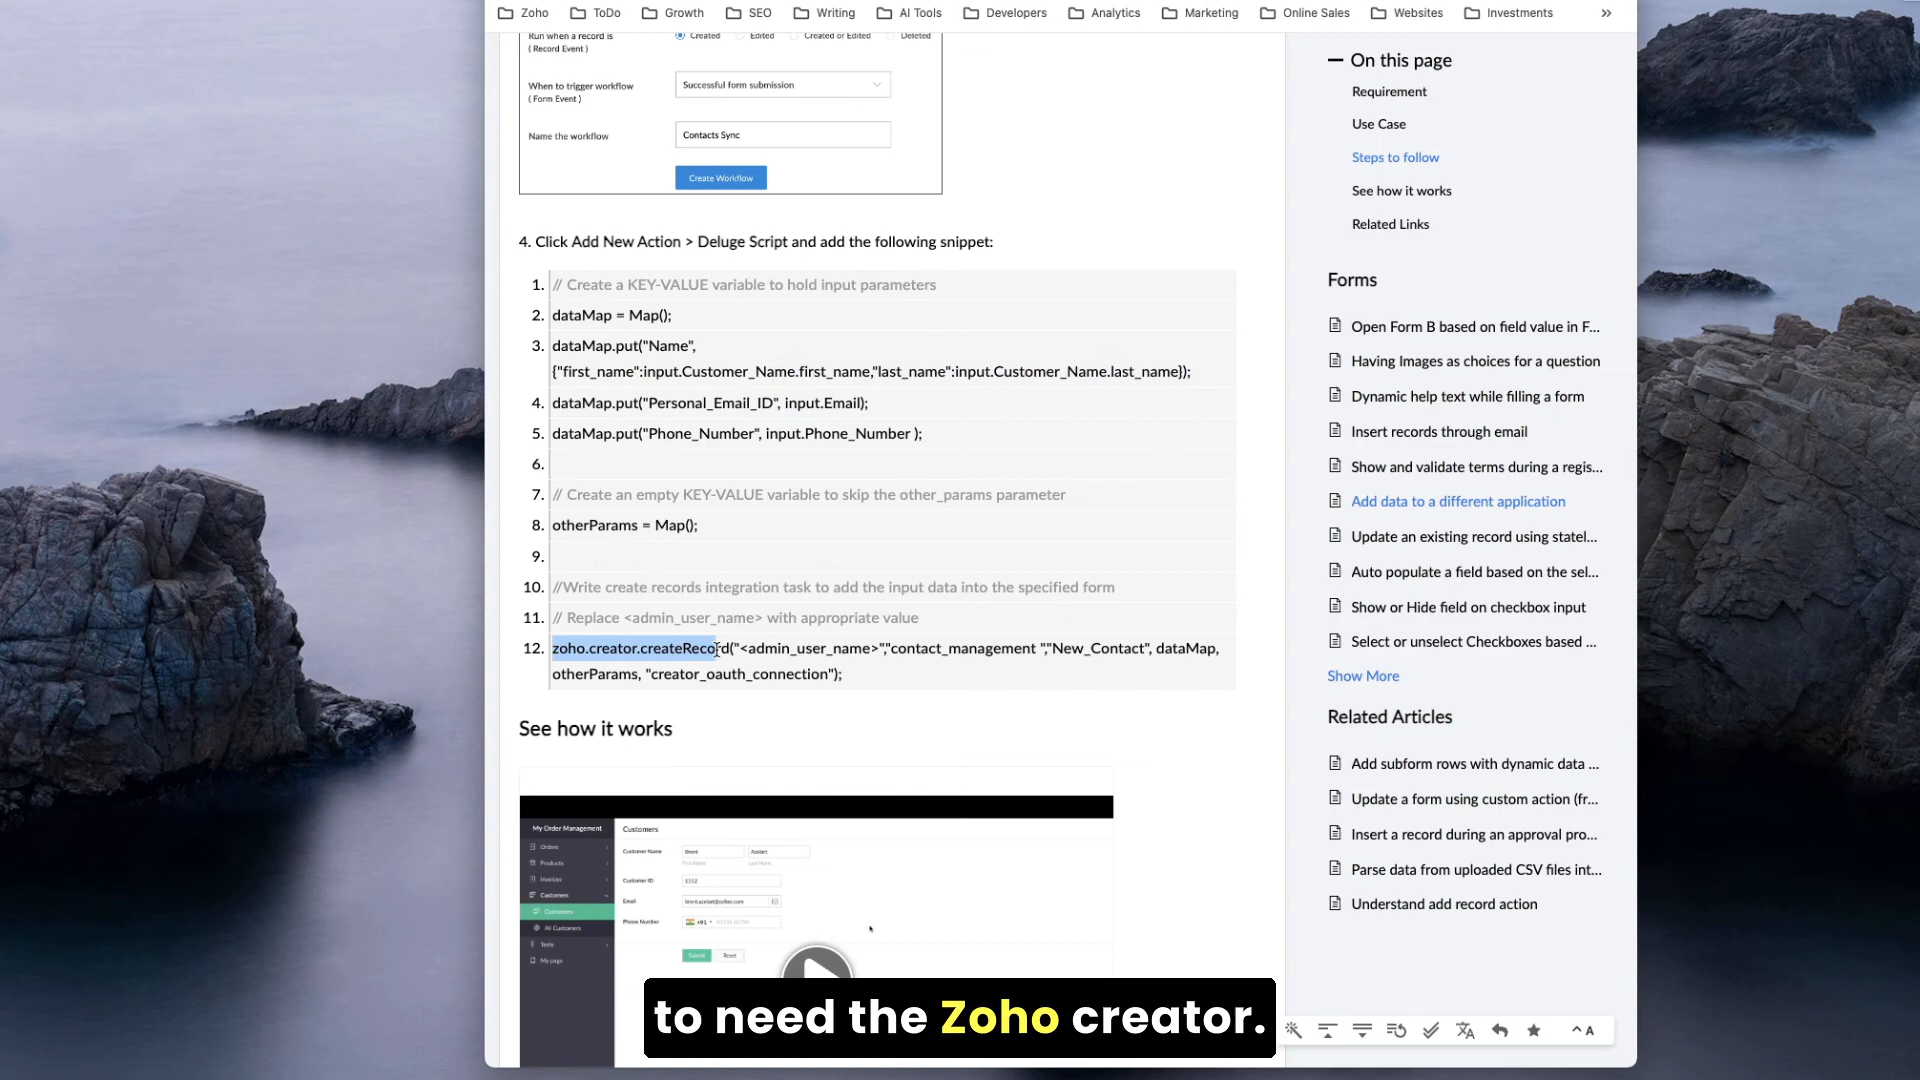 Zoho ToDo Growth SEO Writing AI Tools Developers Analytics Marketing Online Sales Websites Investments »
Run when a record is
( Record Event )
Created Edited Created or Edited Deleted
When to trigger workflow
( Form Event )
Successful form submission
Name the workflow
Contacts Sync
Create Workflow
4. Click Add New Action > Deluge Script and add the following snippet:
1. // Create a KEY-VALUE variable to hold input parameters
2. dataMap = Map();
3. dataMap.put("Name",
{"first_name":input.Customer_Name.first_name,"last_name":input.Customer_Name.last_name});
4. dataMap.put("Personal_Email_ID", input.Email);
5. dataMap.put("Phone_Number", input.Phone_Number );
6.
7. // Create an empty KEY-VALUE variable to skip the other_params parameter
8. otherParams = Map();
9.
10. //Write create records integration task to add the input data into the specified form
11. // Replace <admin_user_name> with appropriate value
12. zoho.creator.createRecord("<admin_user_name>","contact_management ","New_Contact", dataMap,
otherParams, "creator_oauth_connection");
See how it works
My Order Management
Orders
Products
Invoices
Customers
Customers
All Customers
Tests
My page
Customers
Customer Name
Brent
First Name
Last Name
Customer ID
1112
Email
Phone Number
+91
Submit
Reset
to need the Zoho creator.
On this page
Requirement
Use Case
Steps to follow
See how it works
Related Links
Forms
Open Form B based on field value in F...
Having Images as choices for a question
Dynamic help text while filling a form
Insert records through email
Show and validate terms during a regis...
Add data to a different application
Update an existing record using statel...
Auto populate a field based on the sel...
Show or Hide field on checkbox input
Select or unselect Checkboxes based ...
Show More
Related Articles
Add subform rows with dynamic data ...
Update a form using custom action (fr...
Insert a record during an approval pro...
Parse data from uploaded CSV files int...
Understand add record action
A